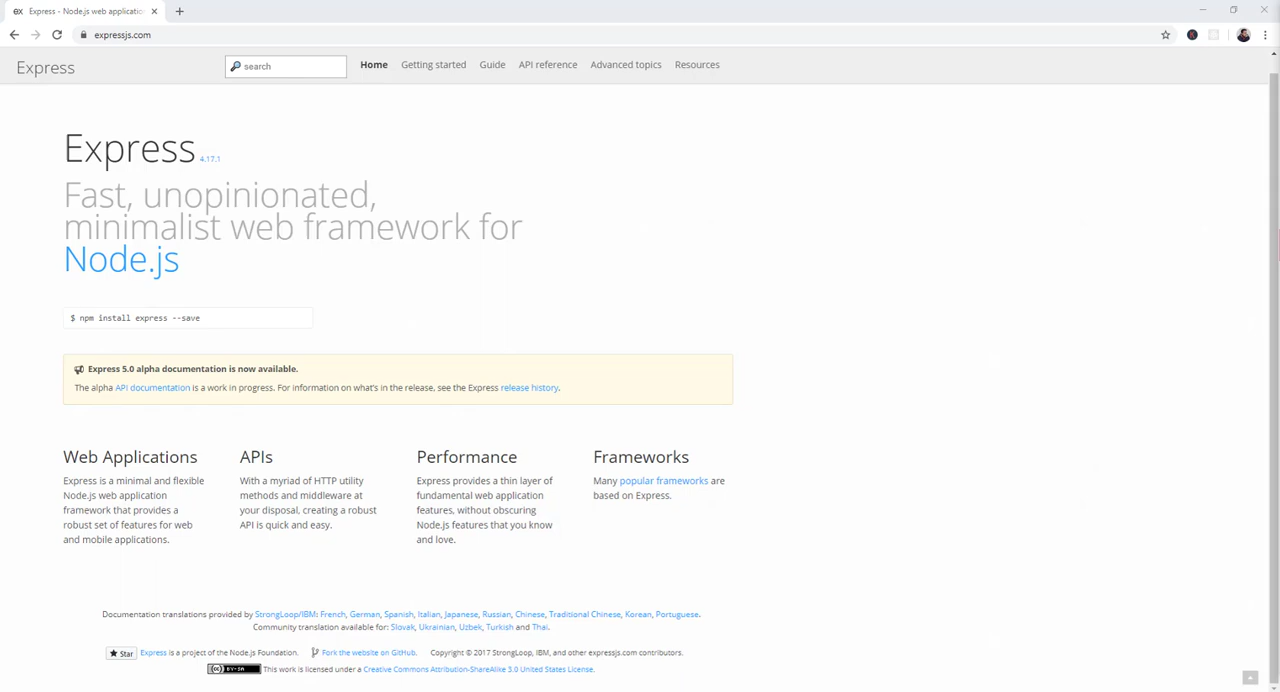 Express - Node.js web application
expressjs.com
Express
search
Home
Getting started
Guide
API reference
Advanced topics
Resources
Express 4.17.1
Fast, unopinionated,
minimalist web framework for
Node.js
$ npm install express --save
Express 5.0 alpha documentation is now available.
The alpha API documentation is a work in progress. For information on what's in the release, see the Express release history.
Web Applications
Express is a minimal and flexible
Node.js web application
framework that provides a
robust set of features for web
and mobile applications.
APIs
With a myriad of HTTP utility
methods and middleware at
your disposal, creating a robust
API is quick and easy.
Performance
Express provides a thin layer of
fundamental web application
features, without obscuring
Node.js features that you know
and love.
Frameworks
Many popular frameworks are
based on Express.
Documentation translations provided by StrongLoop/IBM: French, German, Spanish, Italian, Japanese, Russian, Chinese, Traditional Chinese, Korean, Portuguese.
Community translation available for: Slovak, Ukrainian, Uzbek, Turkish and Thai.
Star
Express is a project of the Node.js Foundation.
Fork the website on GitHub.
Copyright © 2017 StrongLoop, IBM, and other expressjs.com contributors.
(cc) BY-SA
This work is licensed under a Creative Commons Attribution-ShareAlike 3.0 United States License.